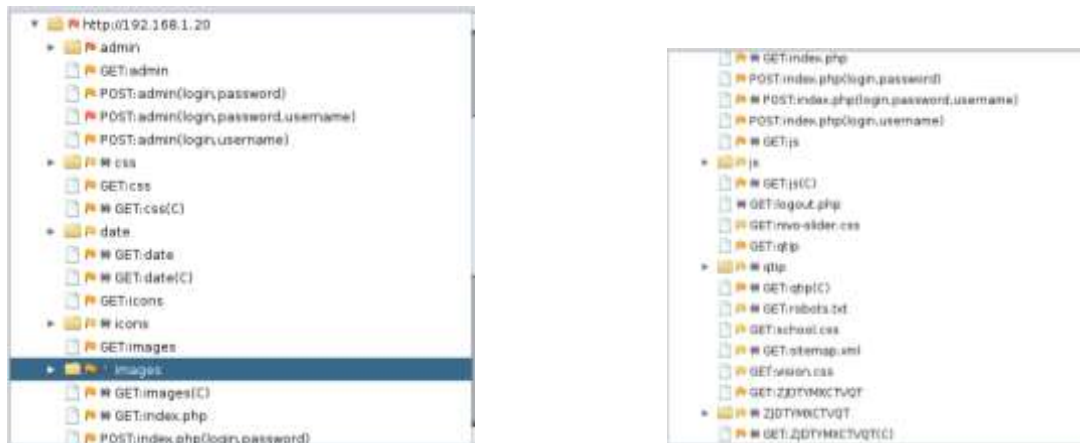 http://192.168.1.20
admin
GET:admin
POST:admin(login,password)
POST:admin(login,password,username)
POST:admin(login,username)
css
GET:css
GET:css(C)
date
GET:date
GET:date(C)
GET:icons
icons
GET:images
images
GET:images(C)
GET:index.php
POST:index.php(login,password)
GET:index.php
POST:index.php(login,password)
POST:index.php(login,password,username)
POST:index.php(login,username)
GET:js
js
GET:js(C)
GET:logout.php
GET:nivo-slider.css
GET:qtip
qtip
GET:qtip(C)
GET:robots.txt
GET:school.css
GET:sitemap.xml
GET:vision.css
GET:ZJDTYMXCTVQT
ZJDTYMXCTVQT
GET:ZJDTYMXCTVQT(C)